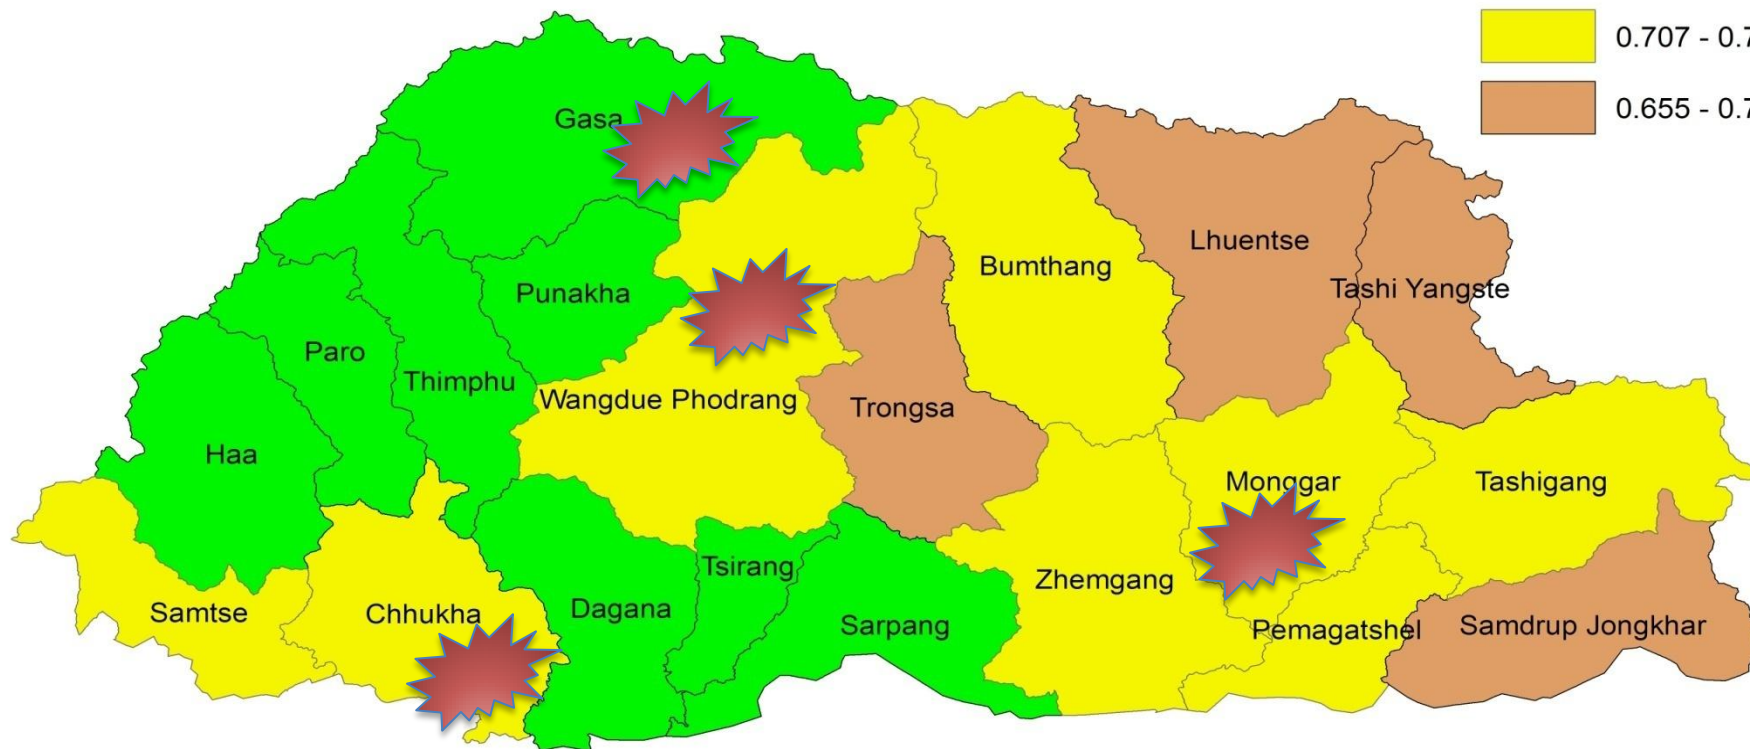 0.707 - 0.7
0.655 - 0.7
Gasa
Lhuentse
Bumthang
Tashi Yangste
Punakha
Paro
Thimphu
Wangdue Phodrang
Trongsa
Haa
Monggar
Tashigang
Tsirang
Zhemgang
Samtse
Chhukha
Dagana
Sarpang
Pemagatshel
Samdrup Jongkhar